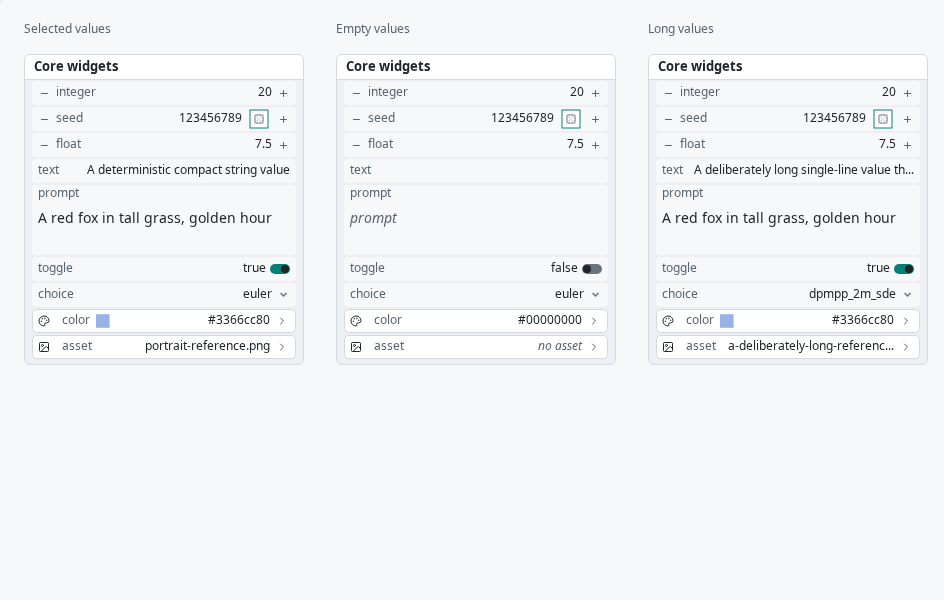 Selected values
Core widgets
– integer 20 +
– seed 123456789 +
– float 7.5 +
text A deterministic compact string value
prompt
A red fox in tall grass, golden hour
toggle true
choice euler
color #3366cc80
asset portrait-reference.png
Empty values
Core widgets
– integer 20 +
– seed 123456789 +
– float 7.5 +
text
prompt
prompt
toggle false
choice euler
color #00000000
asset no asset
Long values
Core widgets
– integer 20 +
– seed 123456789 +
– float 7.5 +
text A deliberately long single-line value th...
prompt
A red fox in tall grass, golden hour
toggle true
choice dpmpp_2m_sde
color #3366cc80
asset a-deliberately-long-referenc...